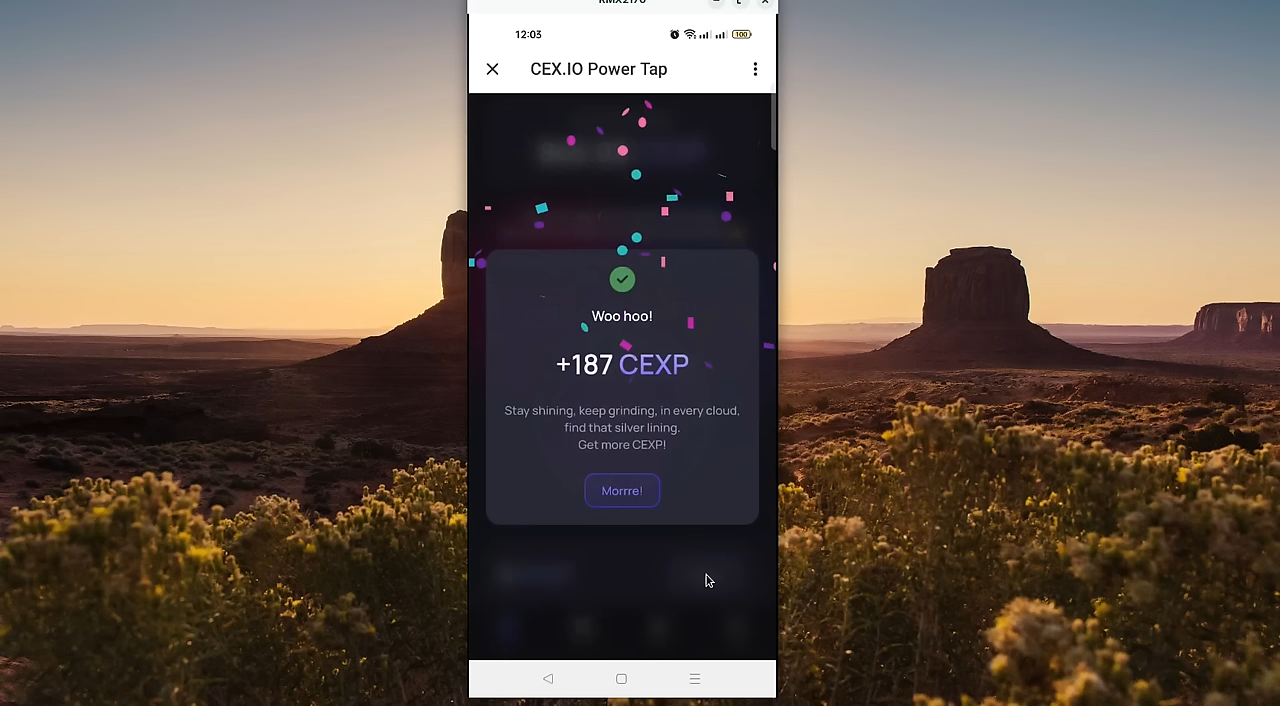 12:03
100
CEX.IO Power Tap
Woo hoo!
+187 CEXP
Stay shining, keep grinding, in every cloud,
find that silver lining.
Get more CEXP!
Morrre!